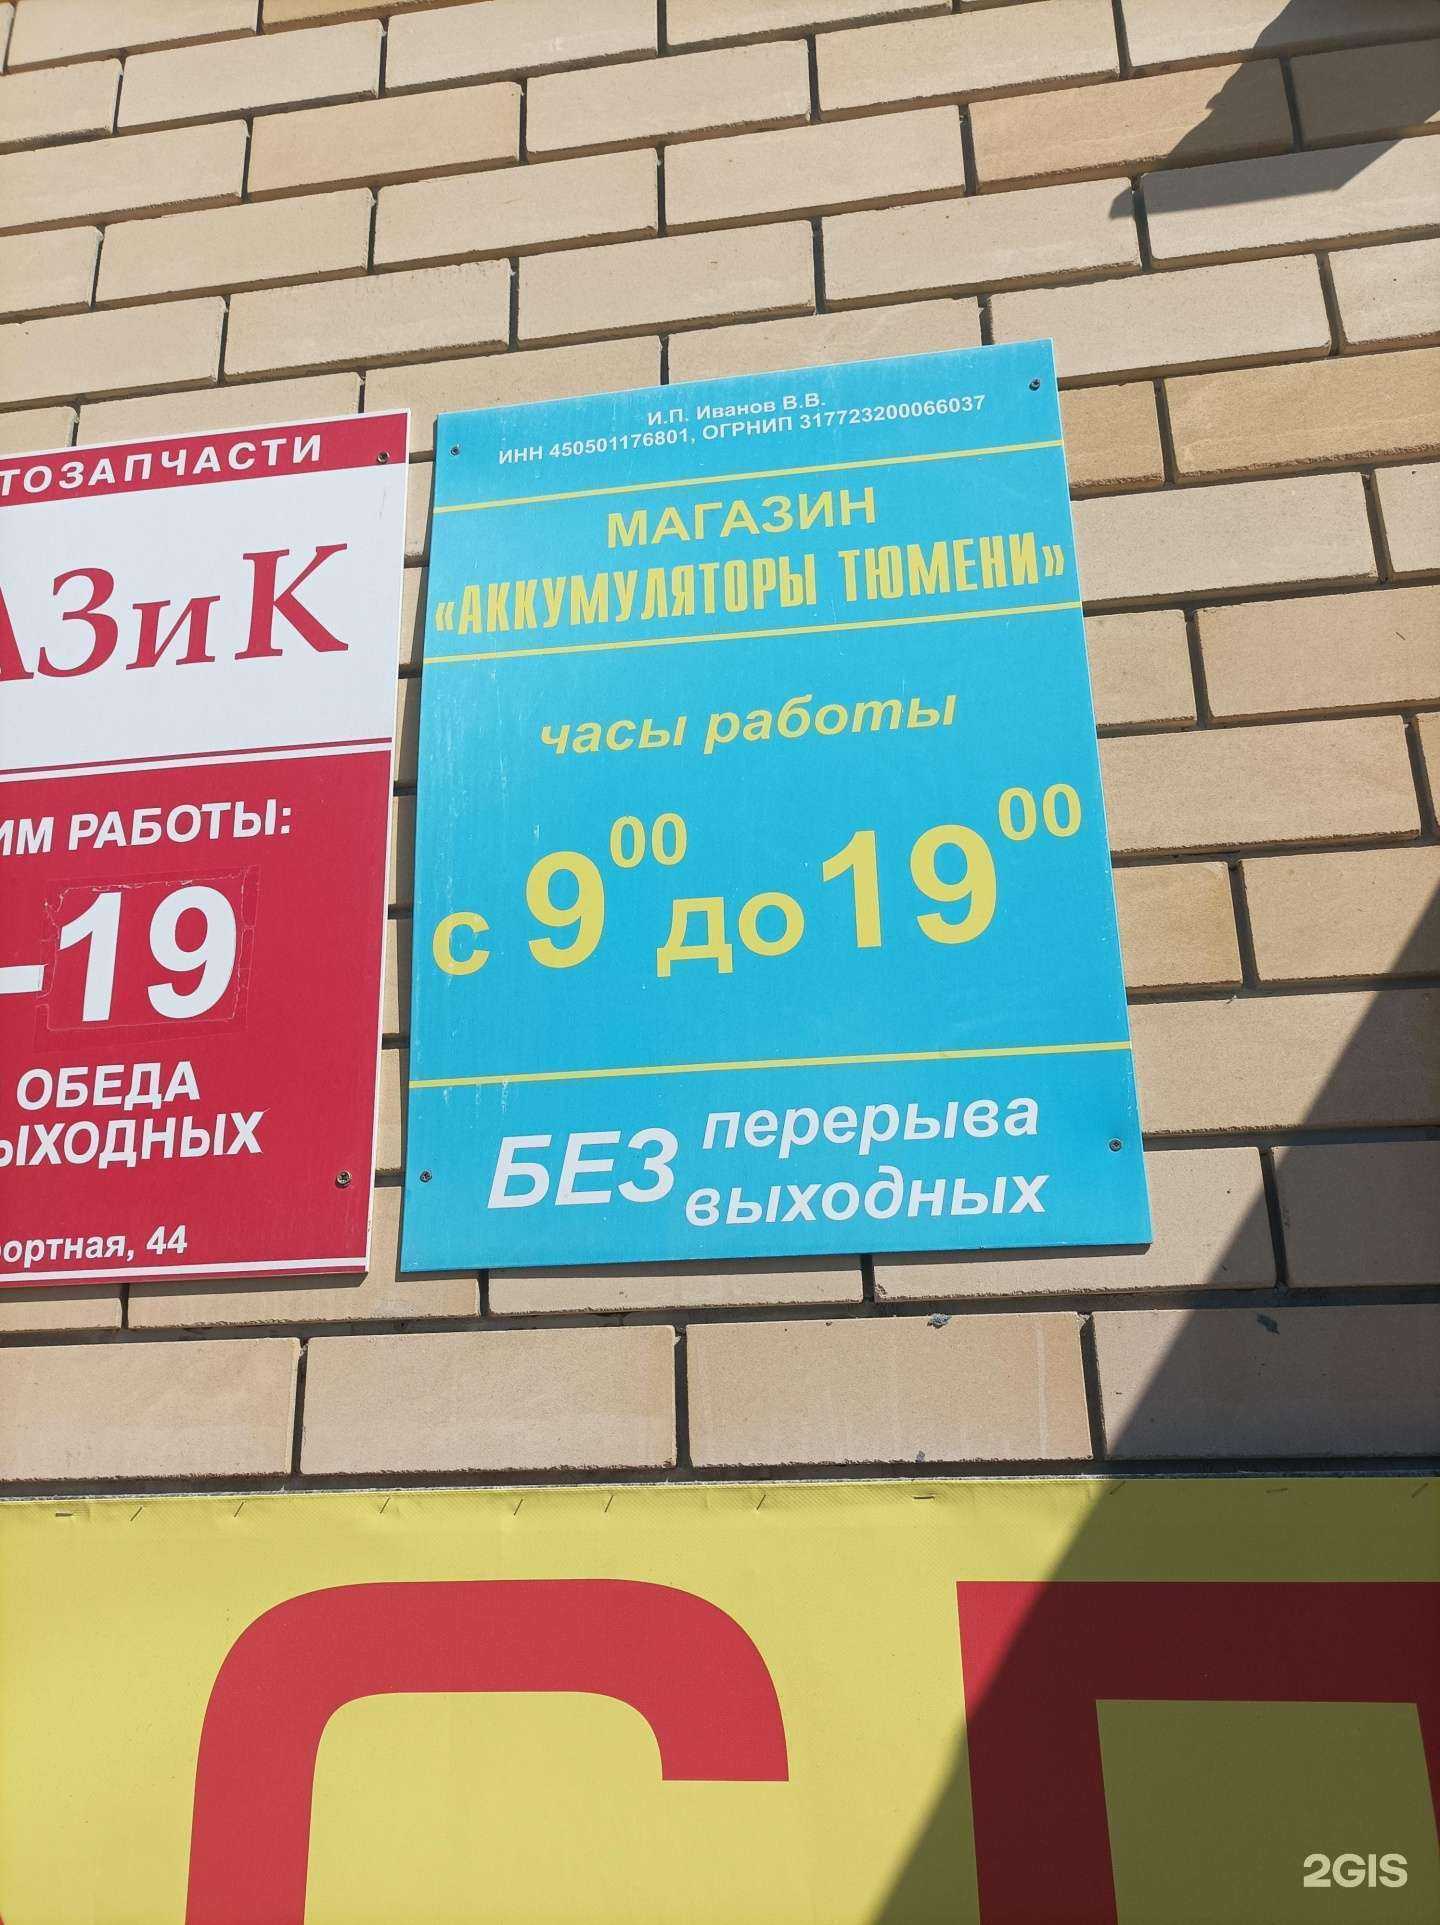 И.П. Иванов В.В.
ИНН 450501176801, ОГРНИП 317723200066037
МАГАЗИН
«АККУМУЛЯТОРЫ ТЮМЕНИ»
часы работы
с 9 00 до 19 00
БЕЗ перерыва
выходных
ТОЗАПЧАСТИ
АЗиК
ИМ РАБОТЫ:
-19
ОБЕДА
ЫХОДНЫХ
ортная, 44
2GIS